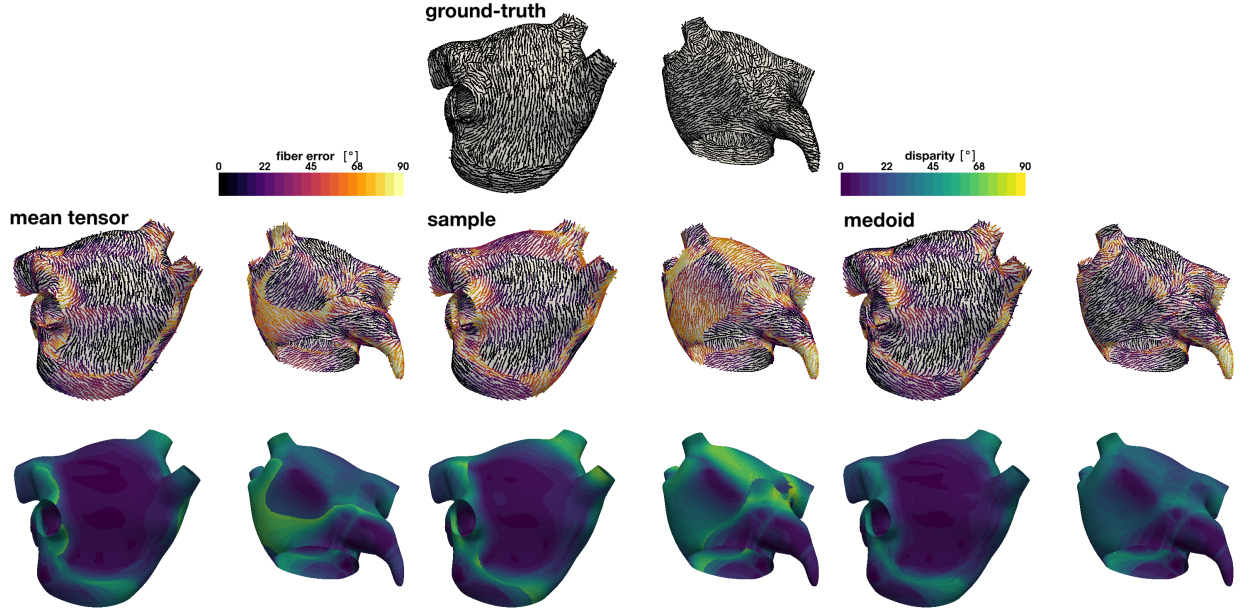 ground-truth
fiber error [°]
0 22 45 68 90
disparity [°]
0 22 45 68 90
mean tensor
sample
medoid